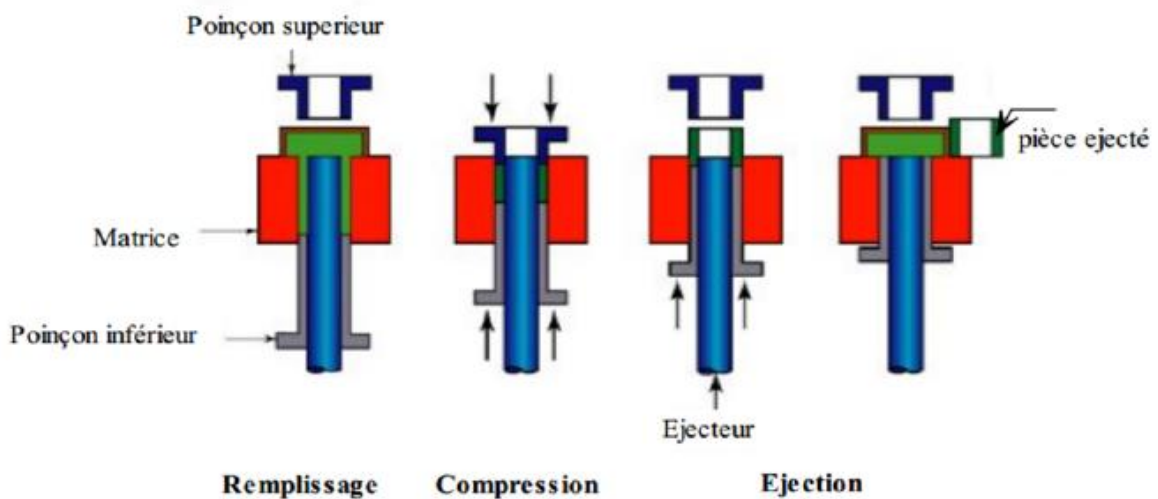 Poinçon superieur
pièce ejecté
Matrice
Poinçon inférieur
Ejecteur
Remplissage
Compression
Ejection